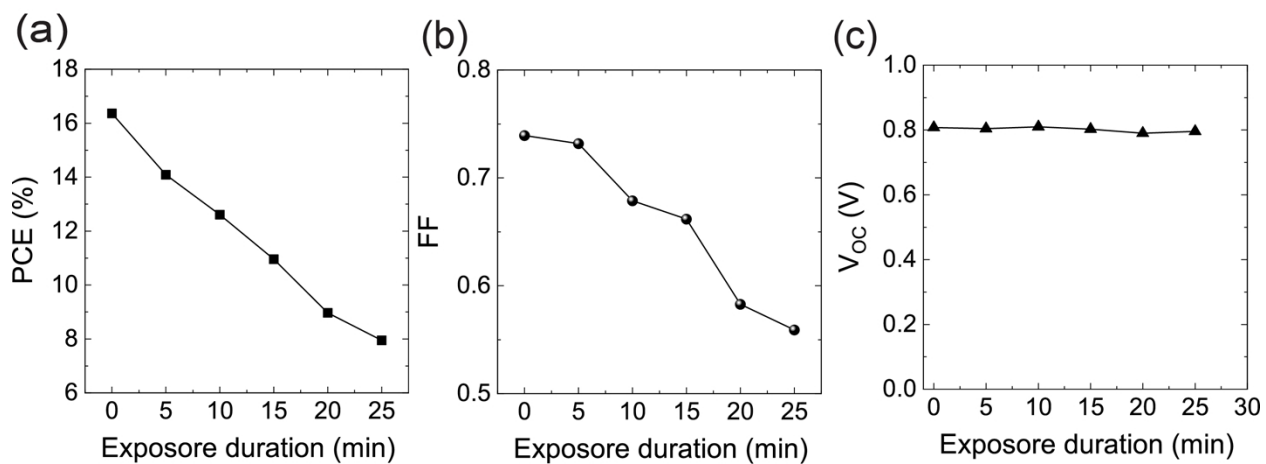 (a)
18
16
14
12
10
8
6
PCE (%)
0 5 10 15 20 25
Exposore duration (min)
(b)
0.8
0.7
0.6
0.5
FF
0 5 10 15 20 25
Exposore duration (min)
(c)
1.0
0.8
0.6
0.4
0.2
0.0
V_OC (V)
0 5 10 15 20 25 30
Exposore duration (min)